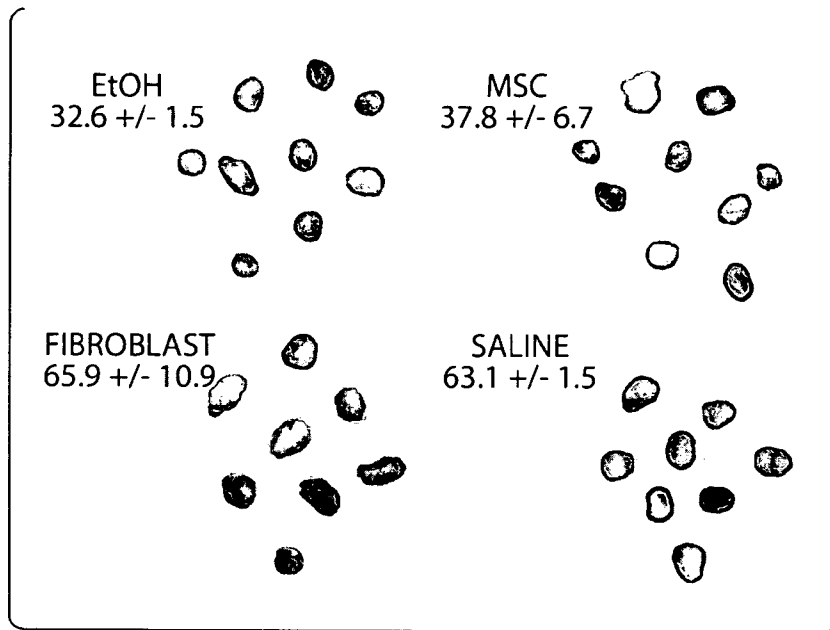 EtOH
32.6 +/- 1.5
MSC
37.8 +/- 6.7
FIBROBLAST
65.9 +/- 10.9
SALINE
63.1 +/- 1.5